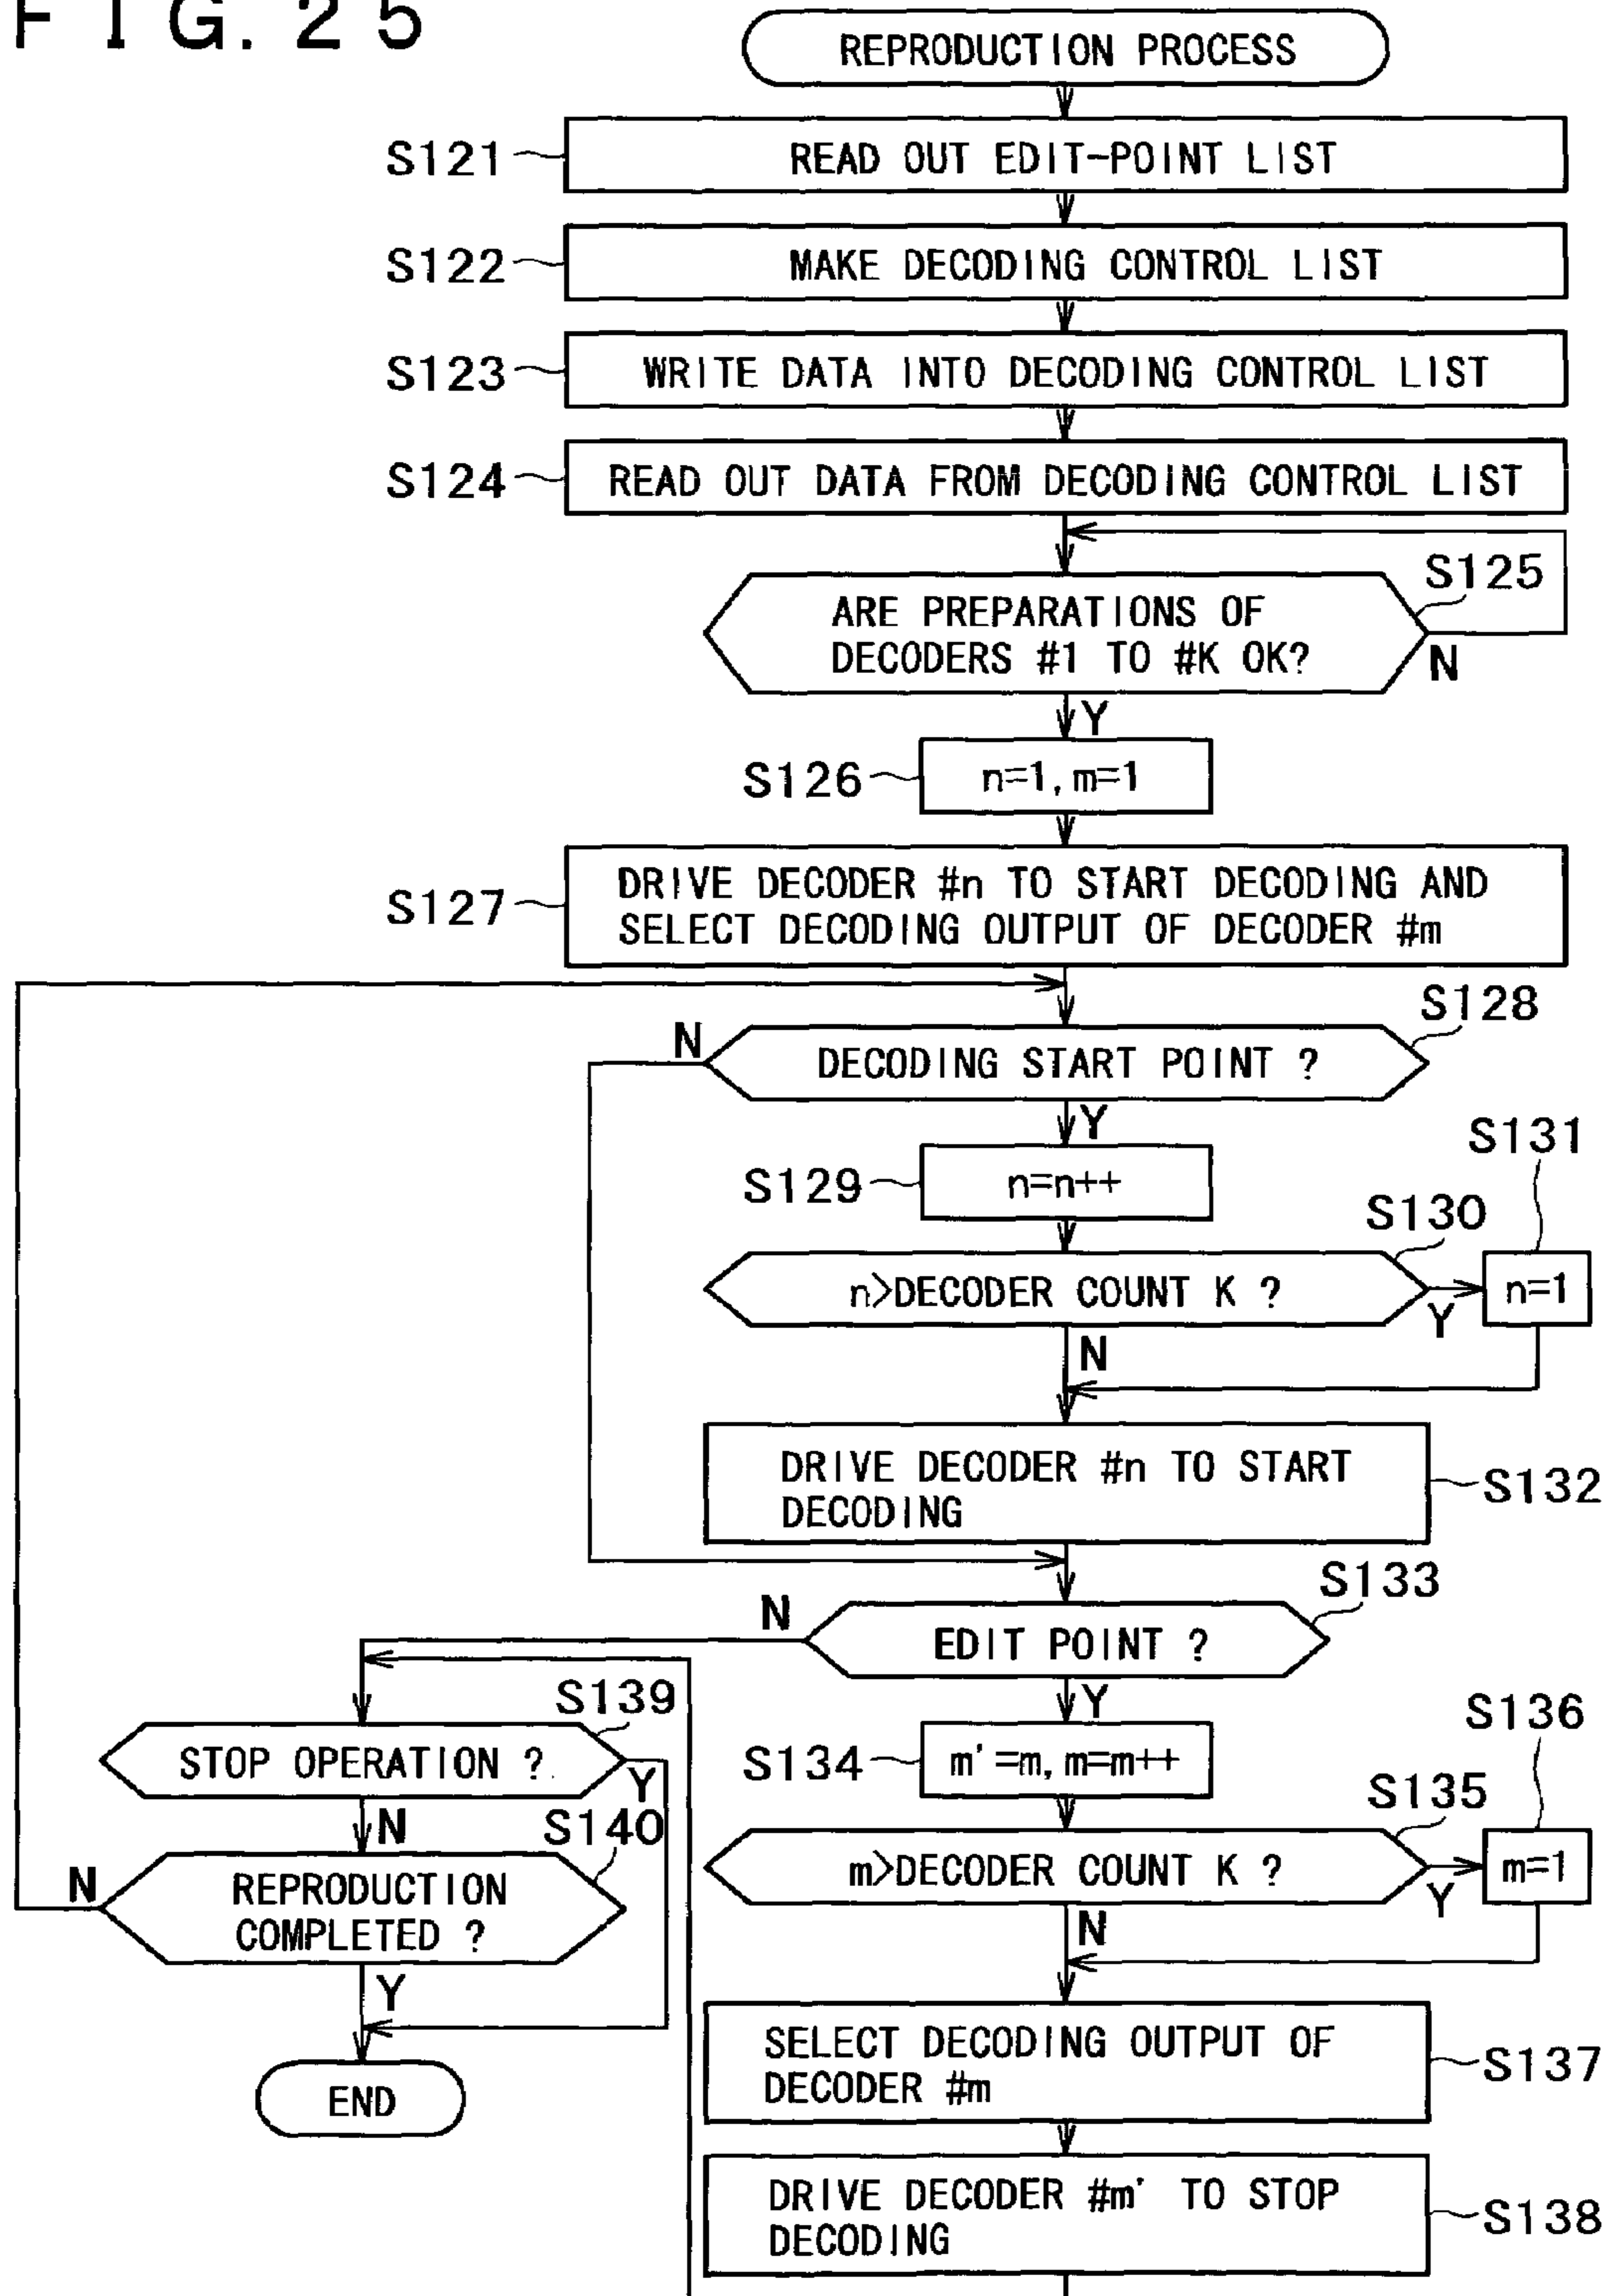 FIG. 25
REPRODUCTION PROCESS
S121
READ OUT EDIT-POINT LIST
S122
MAKE DECODING CONTROL LIST
S123
WRITE DATA INTO DECODING CONTROL LIST
S124
READ OUT DATA FROM DECODING CONTROL LIST
S125
ARE PREPARATIONS OF
DECODERS #1 TO #K OK?
N
Y
S126
n=1, m=1
S127
DRIVE DECODER #n TO START DECODING AND
SELECT DECODING OUTPUT OF DECODER #m
S128
N
DECODING START POINT ?
Y
S131
S129
n=n++
S130
n>DECODER COUNT K ?
Y
n=1
N
DRIVE DECODER #n TO START
DECODING
S132
S133
N
EDIT POINT ?
Y
S139
STOP OPERATION ?
Y
N
S136
S134
m'=m, m=m++
S135
S140
N
REPRODUCTION
COMPLETED ?
Y
m>DECODER COUNT K ?
Y
m=1
N
END
SELECT DECODING OUTPUT OF
DECODER #m
S137
DRIVE DECODER #m' TO STOP
DECODING
S138